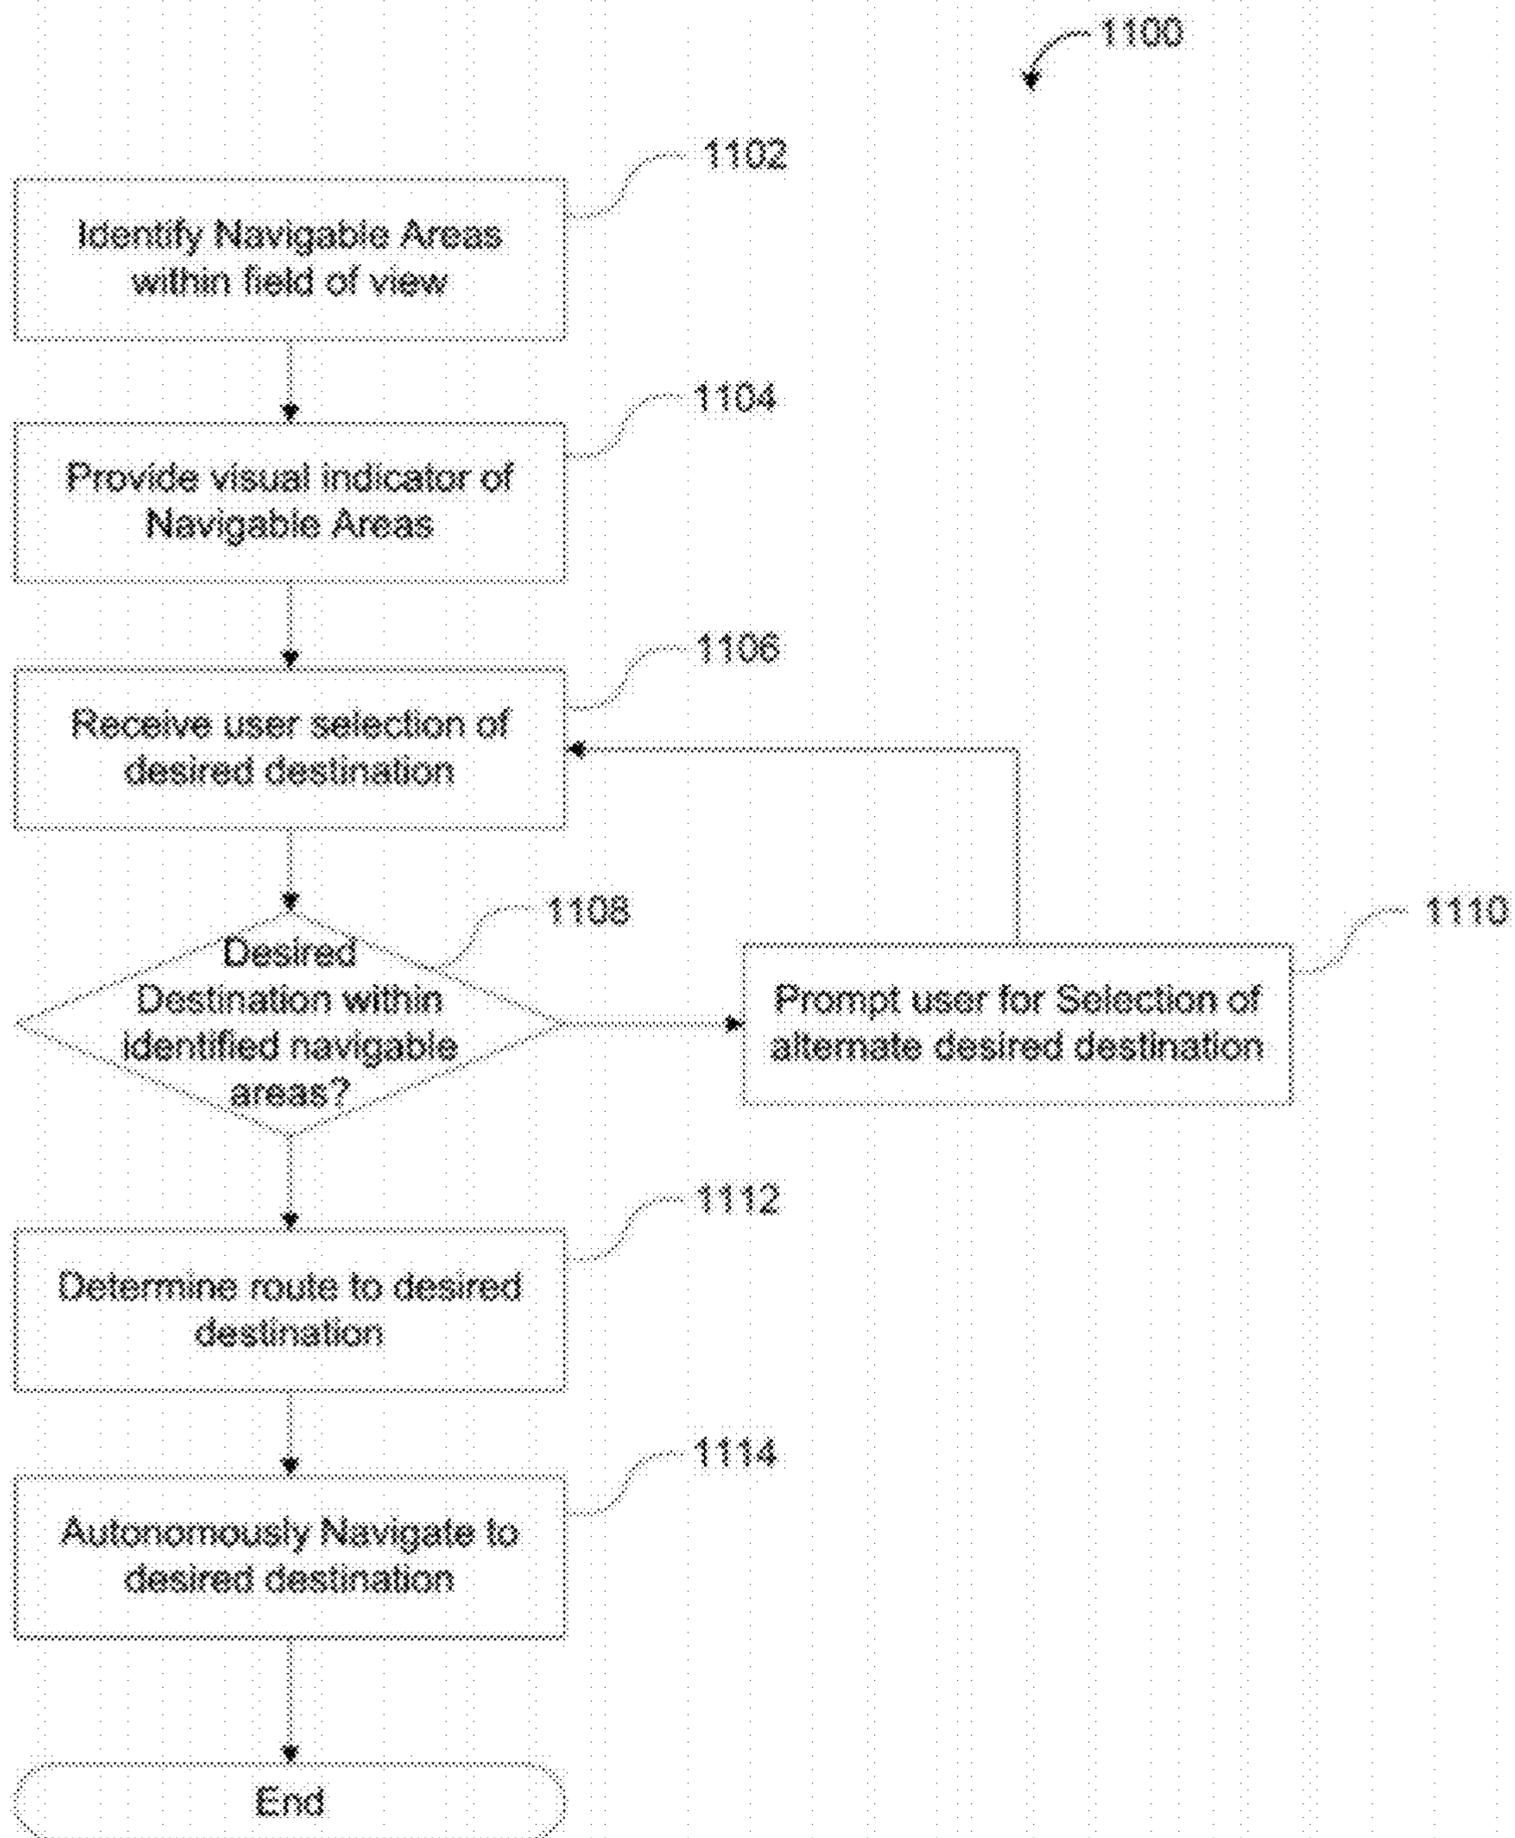 1100
1102
Identify Navigable Areas
within field of view
1104
Provide visual indicator of
Navigable Areas
1106
Receive user selection of
desired destination
1108
Desired
Destination within
identified navigable
areas?
1110
Prompt user for Selection of
alternate desired destination
1112
Determine route to desired
destination
1114
Autonomously Navigate to
desired destination
End